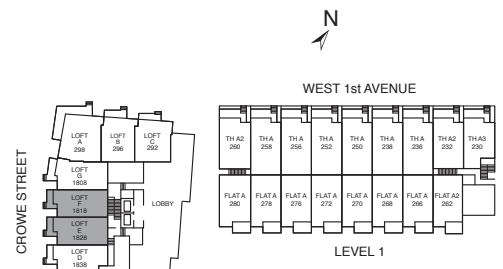 N
WEST 1st AVENUE
CROWE STREET
LOFT
A
298
LOFT
B
296
LOFT
C
292
LOFT
G
1808
LOFT
F
1818
LOFT
E
1828
LOFT
D
1838
LOBBY
TH A2
260
TH A
258
TH A
256
TH A
252
TH A
250
TH A
238
TH A
236
TH A2
232
TH A3
230
FLAT A
280
FLAT A
278
FLAT A
276
FLAT A
272
FLAT A
270
FLAT A
268
FLAT A
266
FLAT A2
262
LEVEL 1